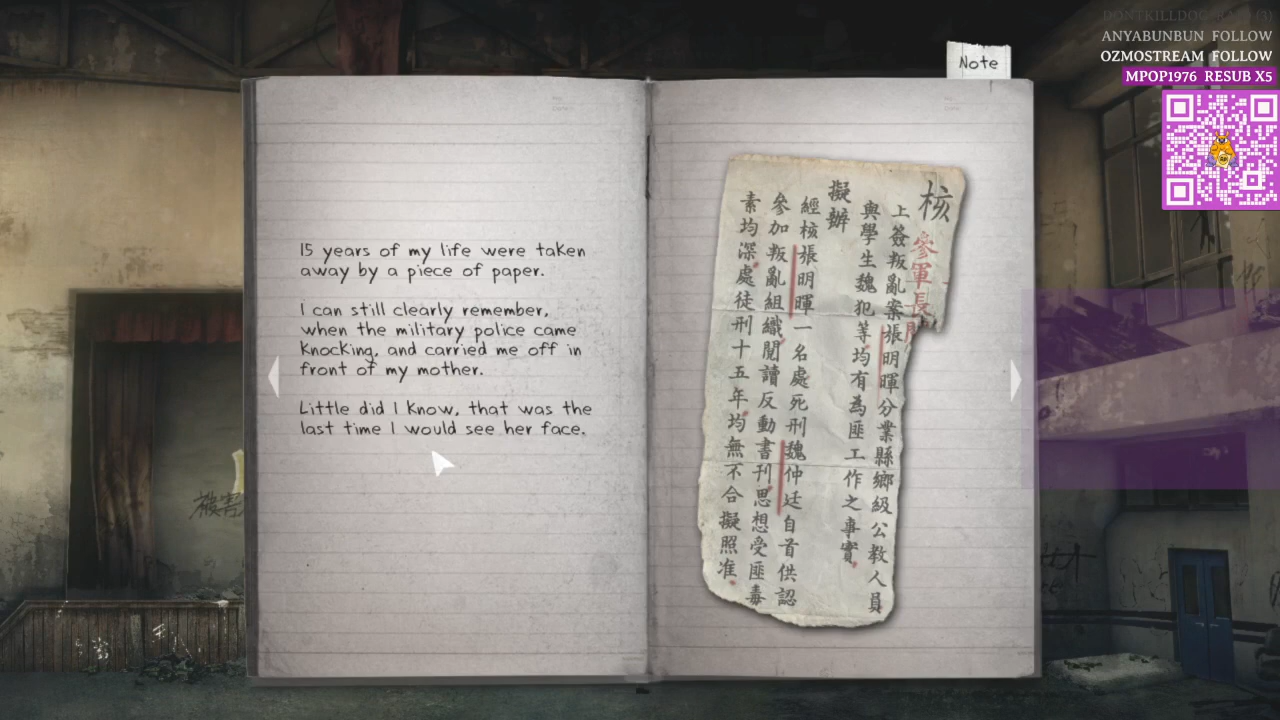 DONTKILLDOG
ANYABUNBUN FOLLOW
OZMOSTREAM FOLLOW
MPOP1976 RESUB X5
Note
15 years of my life were taken
away by a piece of paper.
I can still clearly remember,
when the military police came
knocking, and carried me off in
front of my mother.
Little did I know, that was the
last time I would see her face.
核
參軍長
上簽叛亂案張明暉分業縣鄉級公教人員
與學生魏犯等均有為匪工作之事實
擬辦
經核張明暉一名處死刑魏仲廷自首供認
參加叛亂組織閱讀反動書刊思想受匪毒
素均深處徒刑十五年均無不合擬照准
被害